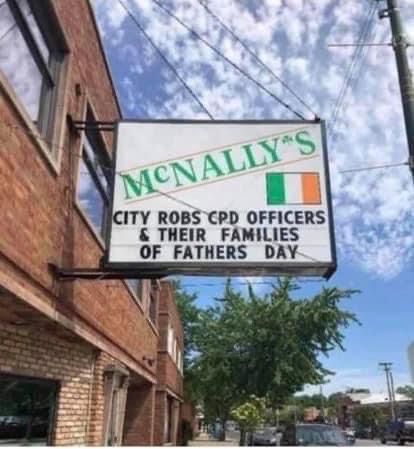 McNALLY'S
CITY ROBS CPD OFFICERS
& THEIR FAMILIES
OF FATHERS DAY